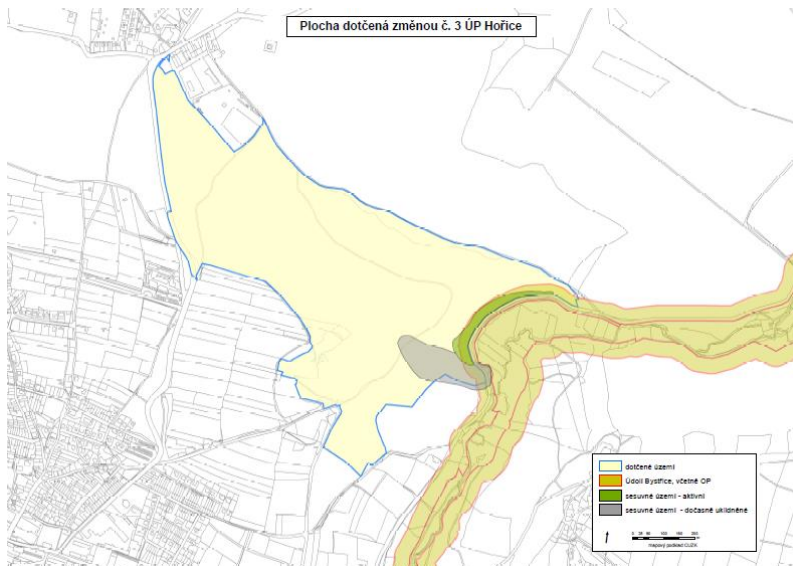 Plocha dotčená změnou č. 3 ÚP Hořice
dotčené území
Údolí Bystřice, včetně OP
sesuvné území - aktivní
sesuvné území - dočasně uklidněné
mapový podklad ČÚZK